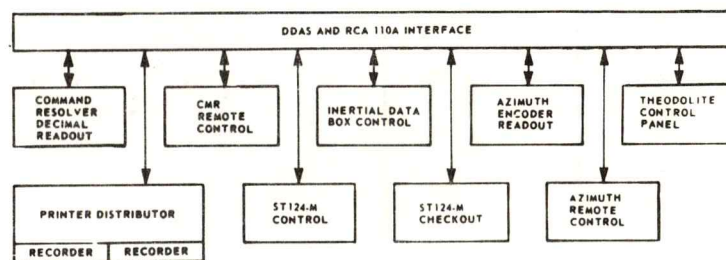 DDAS AND RCA 110A INTERFACE
COMMAND
RESOLVER
DECIMAL
READOUT
CMR
REMOTE
CONTROL
INERTIAL DATA
BOX CONTROL
AZIMUTH
ENCODER
READOUT
THEODOLITE
CONTROL
PANEL
PRINTER DISTRIBUTOR
RECORDER RECORDER
ST124-M
CONTROL
ST124-M
CHECKOUT
AZIMUTH
REMOTE
CONTROL